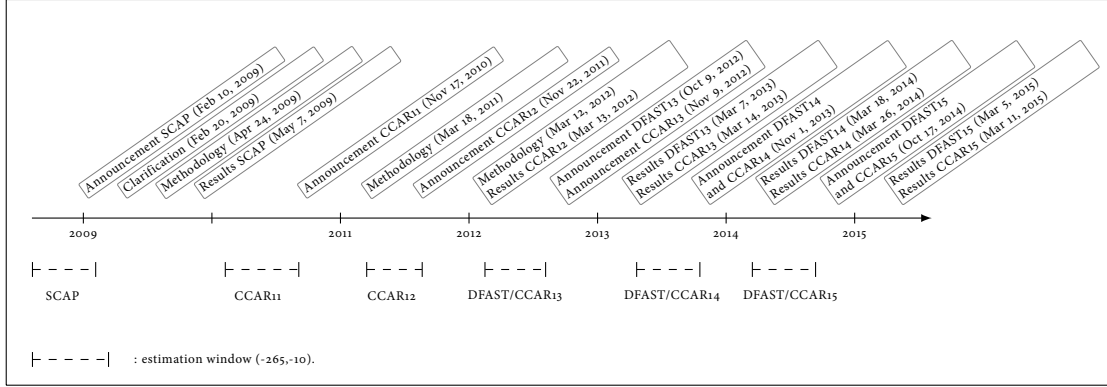 Announcement SCAP (Feb 10, 2009)
Clarification (Feb 20, 2009)
Methodology (Apr 24, 2009)
Results SCAP (May 7, 2009)
Announcement CCAR11 (Nov 17, 2010)
Methodology (Mar 18, 2011)
Announcement CCAR12 (Nov 22, 2011)
Methodology (Mar 12, 2012)
Results CCAR12 (Mar 13, 2012)
Announcement DFAST13 (Oct 9, 2012)
Announcement CCAR13 (Nov 9, 2012)
Results DFAST13 (Mar 7, 2013)
Results CCAR13 (Mar 14, 2013)
Announcement DFAST14
and CCAR14 (Nov 1, 2013)
Results DFAST14 (Mar 18, 2014)
Results CCAR14 (Mar 26, 2014)
Announcement DFAST15
and CCAR15 (Oct 17, 2014)
Results DFAST15 (Mar 5, 2015)
Results CCAR15 (Mar 11, 2015)
2009 2011 2012 2013 2014 2015
SCAP CCAR11 CCAR12 DFAST/CCAR13 DFAST/CCAR14 DFAST/CCAR15
: estimation window (-265,-10).